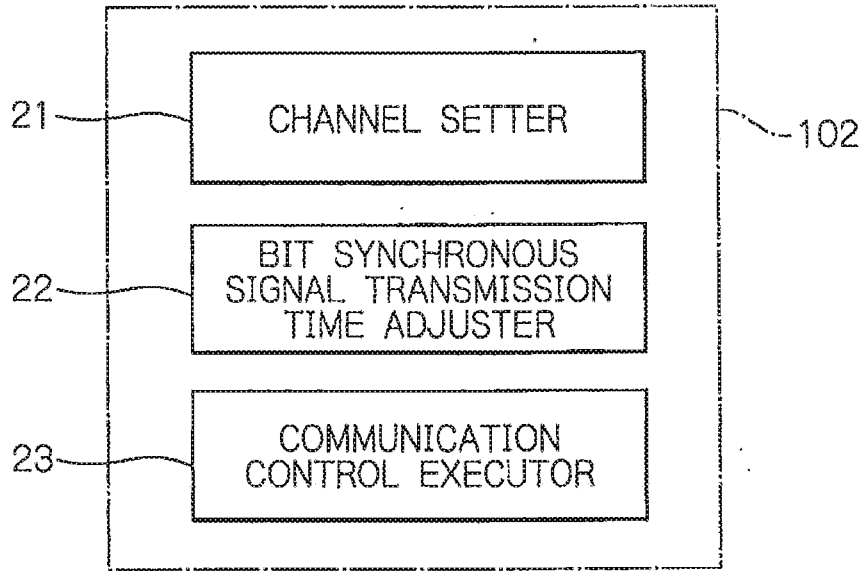 21
CHANNEL SETTER
102
22
BIT SYNCHRONOUS
SIGNAL TRANSMISSION
TIME ADJUSTER
23
COMMUNICATION
CONTROL EXECUTOR